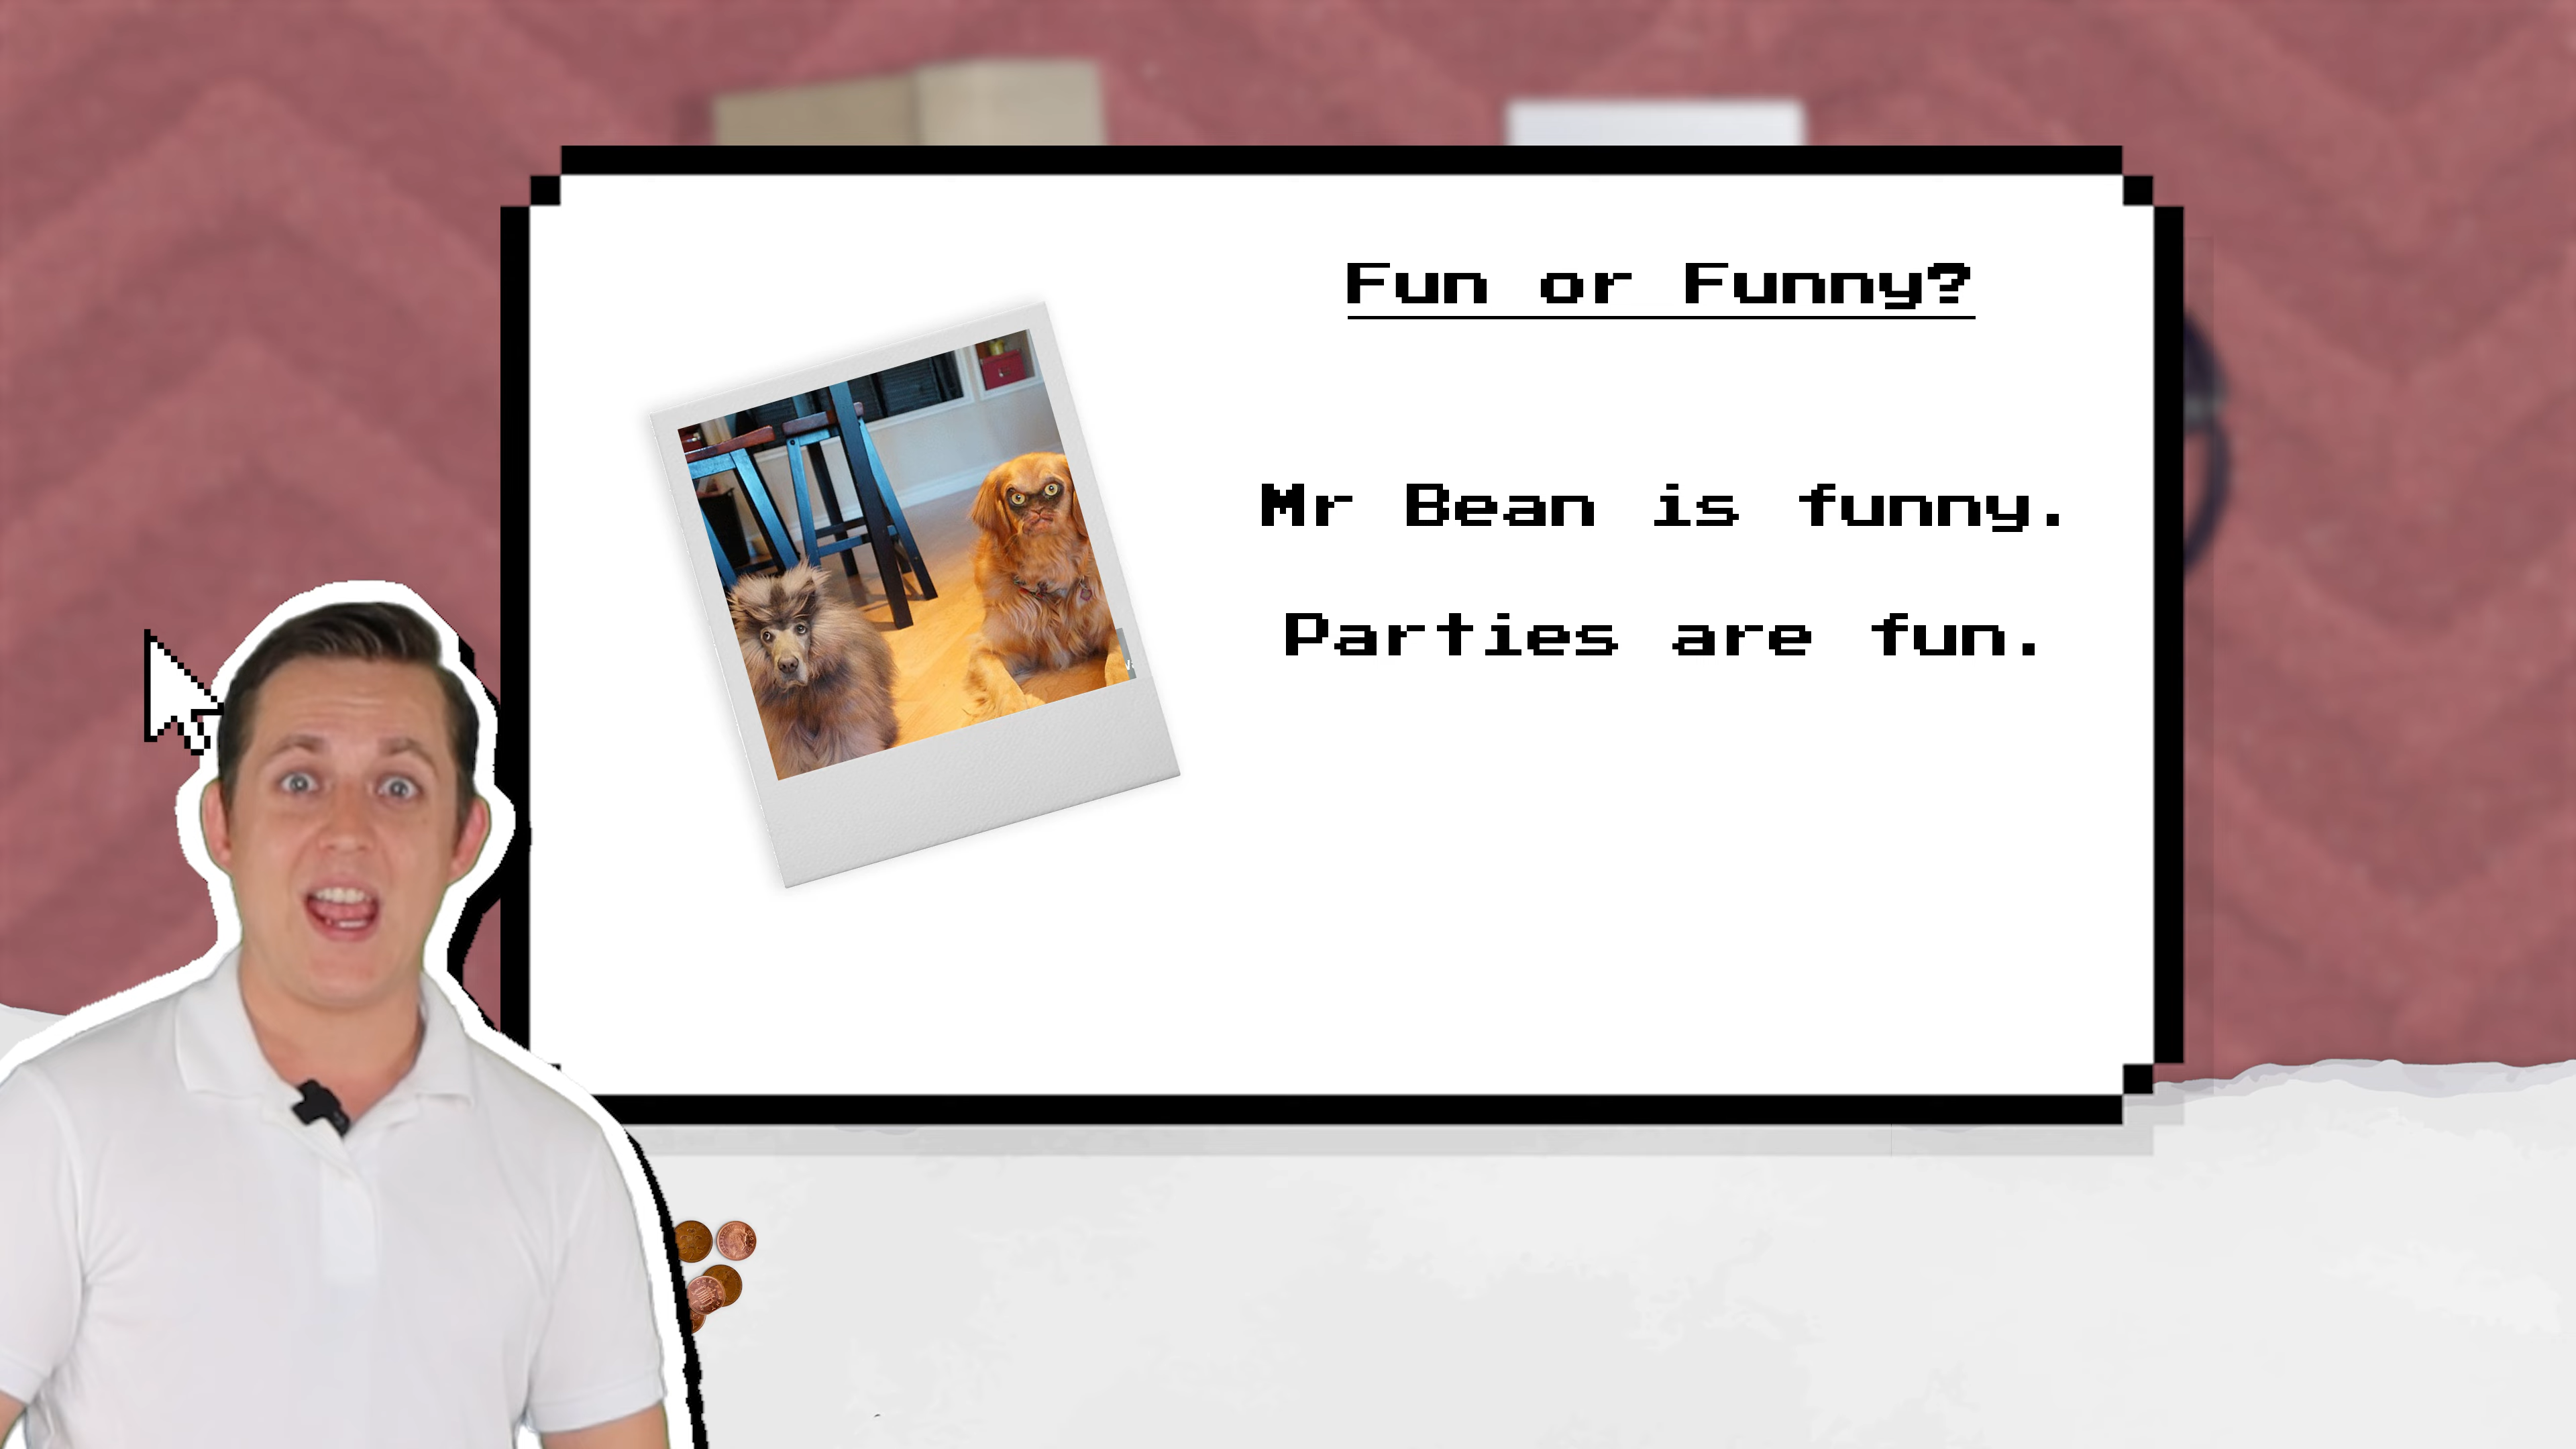 Fun or Funny?
Mr Bean is funny.
Parties are fun.